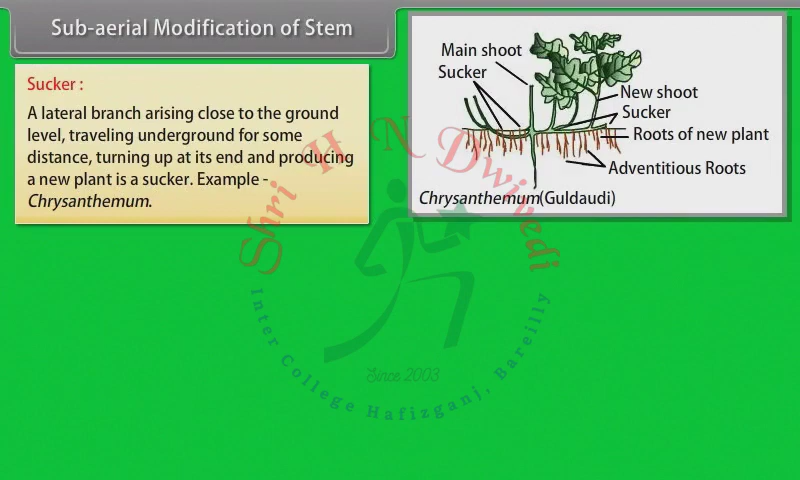 Sub-aerial Modification of Stem
Sucker :
A lateral branch arising close to the ground
level, traveling underground for some
distance, turning up at its end and producing
a new plant is a sucker. Example -
Chrysanthemum.
Main shoot
Sucker
New shoot
Sucker
Roots of new plant
Adventitious Roots
Chrysanthemum(Guldaudi)
Shri H N Dwivedi
Inter College Hafizganj, Bareilly
Since 2003